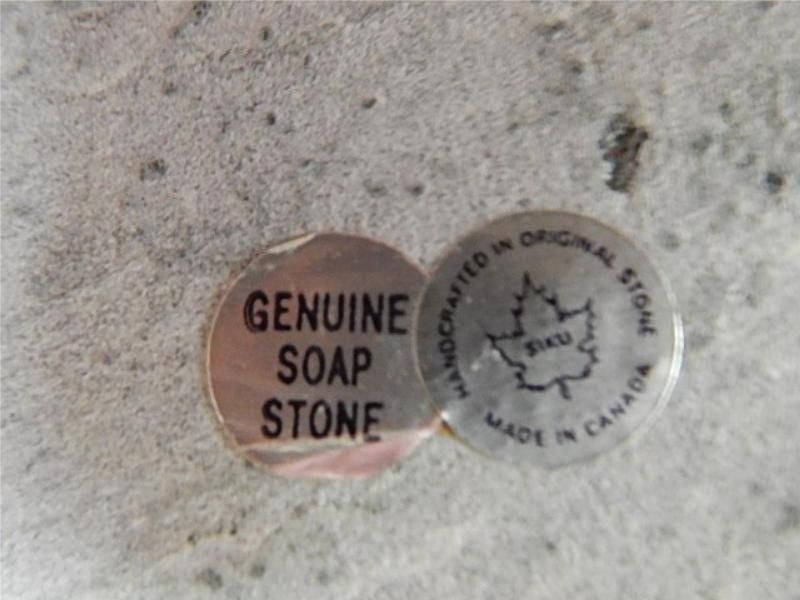 GENUINE
SOAP
STONE
HANDCRAFTED IN ORIGINAL STONE
SIKU
MADE IN CANADA